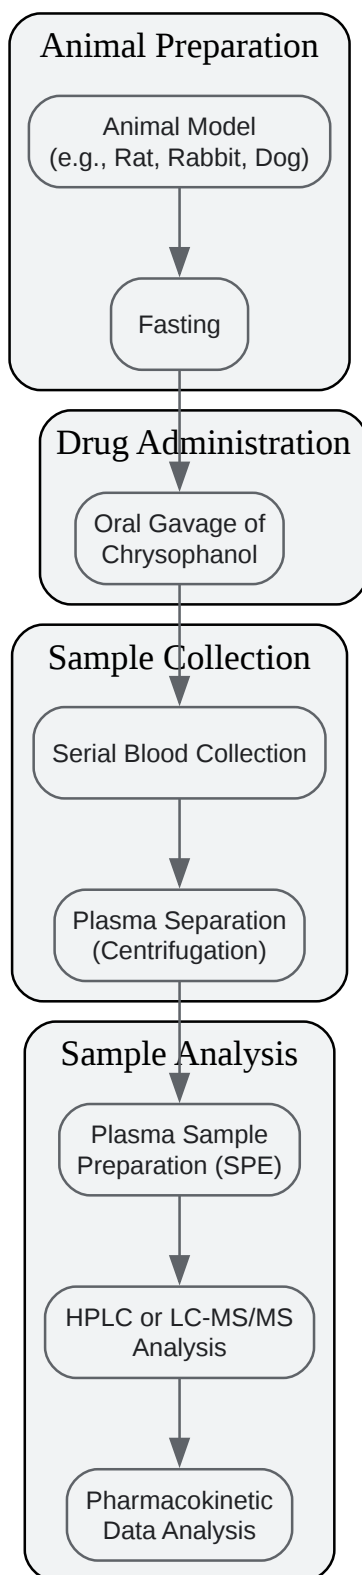 Animal Preparation
Animal Model
(e.g., Rat, Rabbit, Dog)
Fasting
Drug Administration
Oral Gavage of
Chrysophanol
Sample Collection
Serial Blood Collection
Plasma Separation
(Centrifugation)
Sample Analysis
Plasma Sample
Preparation (SPE)
HPLC or LC-MS/MS
Analysis
Pharmacokinetic
Data Analysis